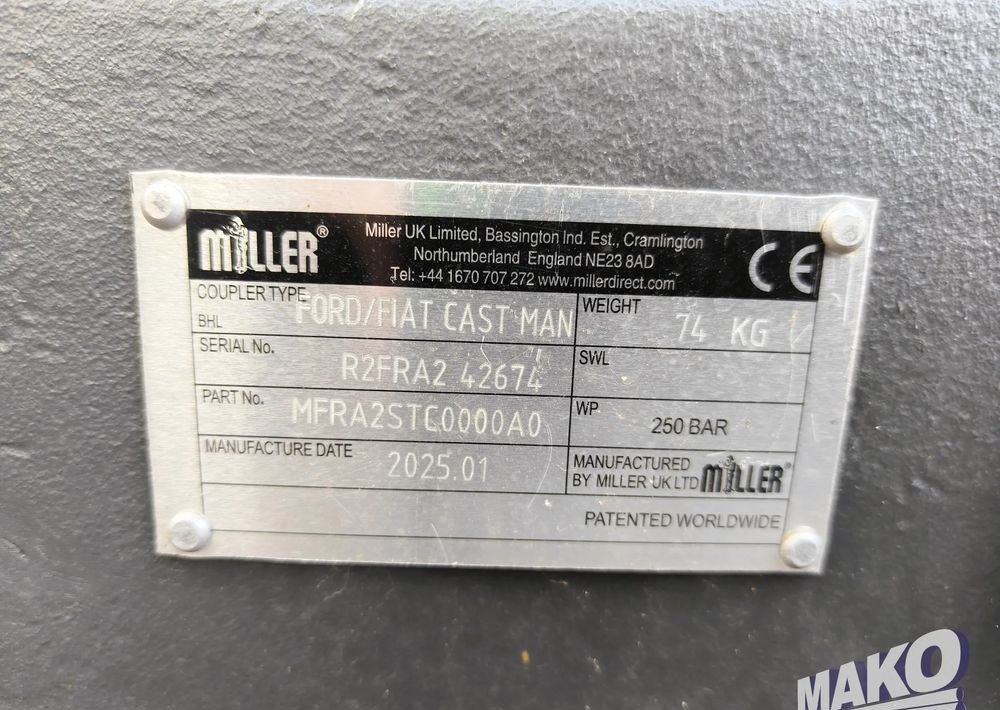 MILLER®
Miller UK Limited, Bassington Ind. Est., Cramlington
Northumberland England NE23 8AD
Tel: +44 1670 707 272 www.millerdirect.com
CE
COUPLER TYPE FORD/FIAT CAST MAN
BHL
WEIGHT 74 KG
SERIAL No. R2FRA2 42674
SWL
PART No. MFRA2STC0000A0
WP 250 BAR
MANUFACTURE DATE 2025.01
MANUFACTURED
BY MILLER UK LTD MILLER®
PATENTED WORLDWIDE
MAKO